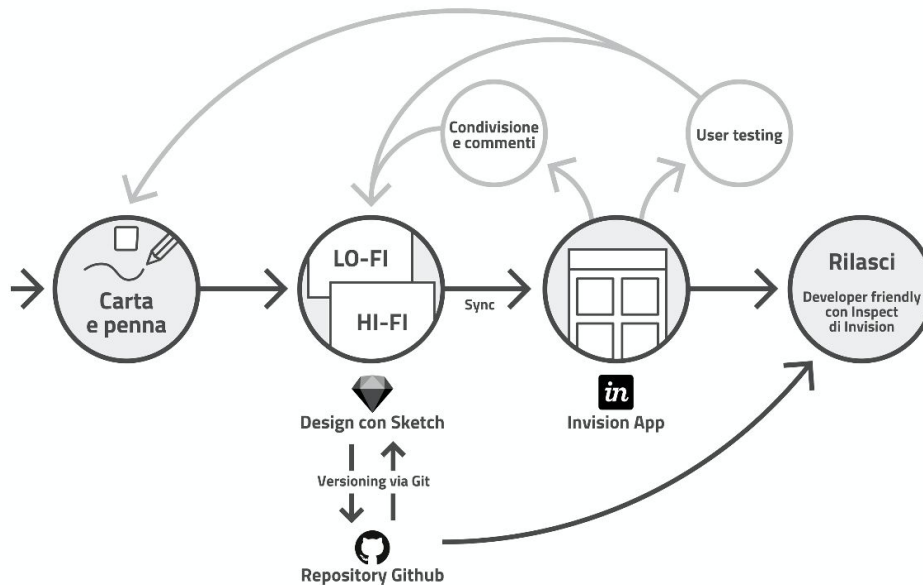 Condivisione
e commenti
User testing
Carta
e penna
LO-FI
HI-FI
Sync
Rilasci
Developer friendly
con Inspect
di Invision
in
Design con Sketch
Invision App
Versioning via Git
Repository Github